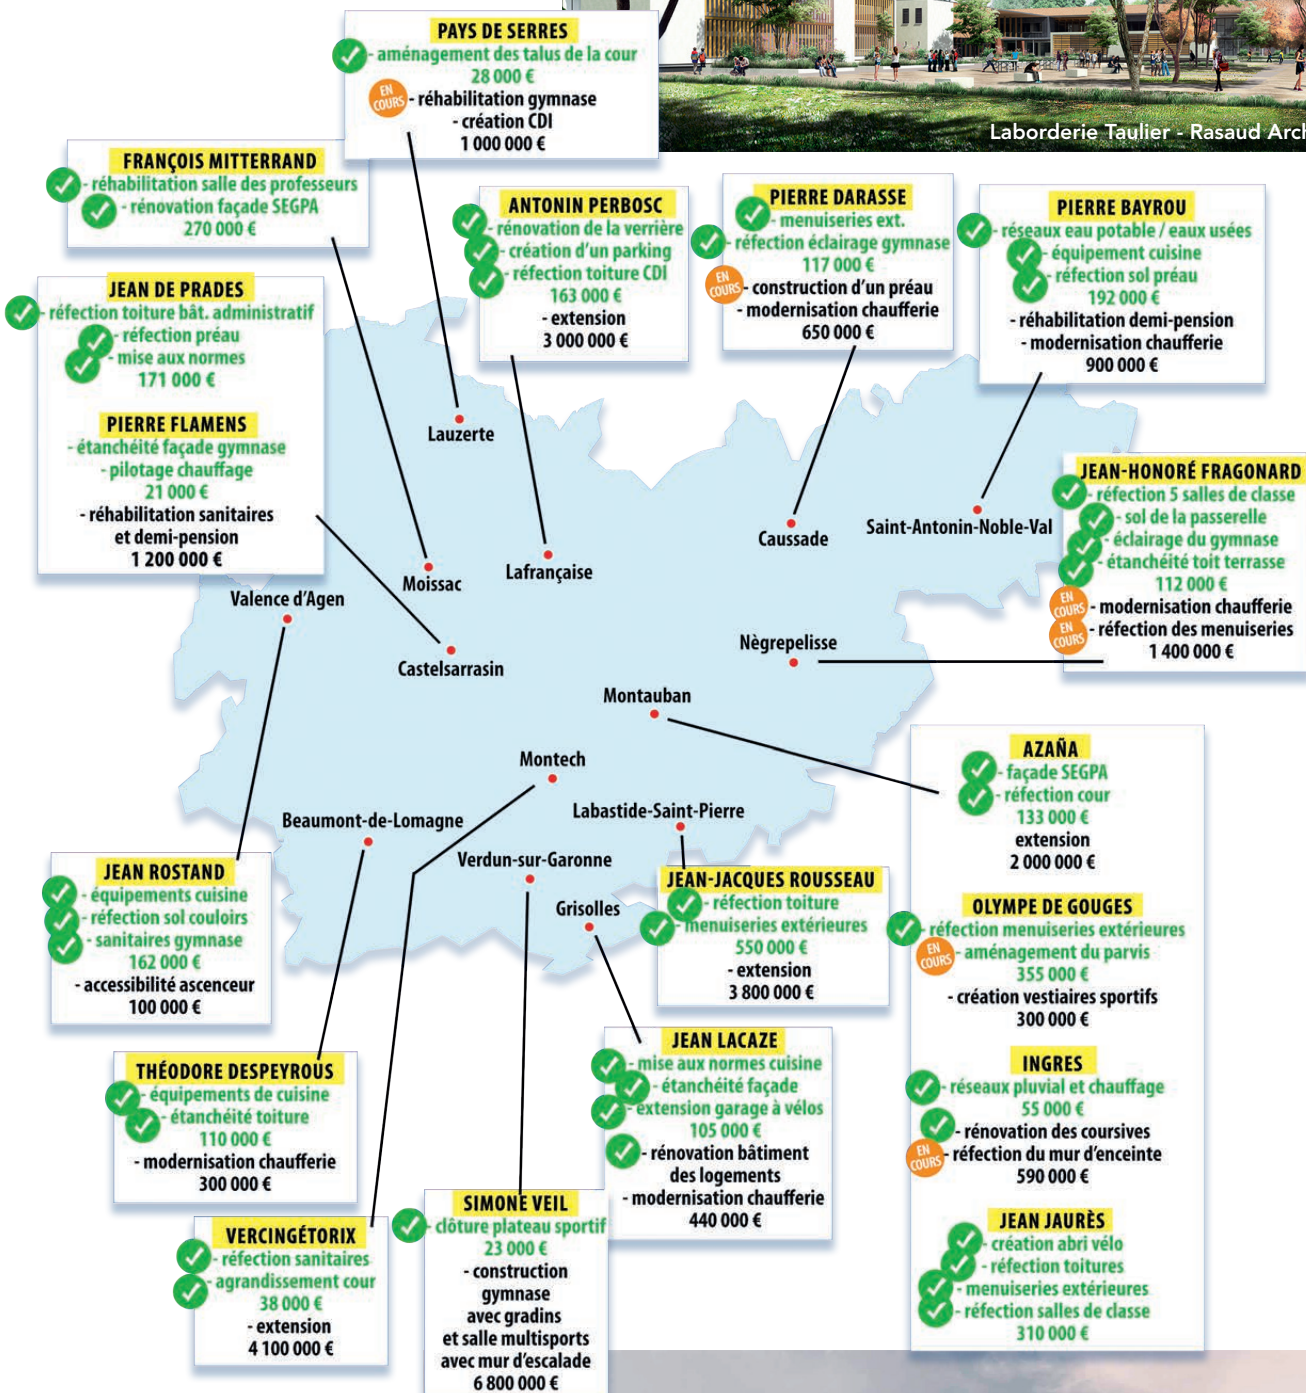 Laborderie Taulier - Rasaud Arch
PAYS DE SERRES
- aménagement des talus de la cour
28 000 €
EN COURS
- réhabilitation gymnase
- création CDI
1 000 000 €
FRANÇOIS MITTERRAND
- réhabilitation salle des professeurs
- rénovation façade SEGPA
270 000 €
ANTONIN PERBOSC
- rénovation de la verrière
- création d'un parking
- réfection toiture CDI
163 000 €
- extension
3 000 000 €
PIERRE DARASSE
- menuiseries ext.
- réfection éclairage gymnase
117 000 €
EN COURS
- construction d'un préau
- modernisation chaufferie
650 000 €
PIERRE BAYROU
- réseaux eau potable / eaux usées
- équipement cuisine
- réfection sol préau
192 000 €
- réhabilitation demi-pension
- modernisation chaufferie
900 000 €
JEAN DE PRADES
- réfection toiture bât. administratif
- réfection préau
- mise aux normes
171 000 €
PIERRE FLAMENS
- étanchéité façade gymnase
- pilotage chauffage
21 000 €
- réhabilitation sanitaires
et demi-pension
1 200 000 €
JEAN-HONORÉ FRAGONARD
- réfection 5 salles de classe
- sol de la passerelle
- éclairage du gymnase
- étanchéité toit terrasse
112 000 €
EN COURS
- modernisation chaufferie
EN COURS
- réfection des menuiseries
1 400 000 €
Lauzerte
Caussade
Saint-Antonin-Noble-Val
Lafrançaise
Moissac
Valence d'Agen
Castelsarrasin
Nègrepelisse
Montauban
Montech
Labastide-Saint-Pierre
Beaumont-de-Lomagne
Verdun-sur-Garonne
Grisolles
AZAÑA
- façade SEGPA
- réfection cour
133 000 €
extension
2 000 000 €
OLYMPE DE GOUGES
- réfection menuiseries extérieures
EN COURS
- aménagement du parvis
355 000 €
- création vestiaires sportifs
300 000 €
INGRES
- réseaux pluvial et chauffage
55 000 €
- rénovation des coursives
EN COURS
- réfection du mur d'enceinte
590 000 €
JEAN JAURÈS
- création abri vélo
- réfection toitures
- menuiseries extérieures
- réfection salles de classe
310 000 €
JEAN ROSTAND
- équipements cuisine
- réfection sol couloirs
- sanitaires gymnase
162 000 €
- accessibilité ascenceur
100 000 €
JEAN-JACQUES ROUSSEAU
- réfection toiture
- menuiseries extérieures
550 000 €
- extension
3 800 000 €
JEAN LACAZE
- mise aux normes cuisine
- étanchéité façade
- extension garage à vélos
105 000 €
- rénovation bâtiment
des logements
- modernisation chaufferie
440 000 €
THÉODORE DESPEYROUS
- équipements de cuisine
- étanchéité toiture
110 000 €
- modernisation chaufferie
300 000 €
VERCINGÉTORIX
- réfection sanitaires
- agrandissement cour
38 000 €
- extension
4 100 000 €
SIMONE VEIL
- clôture plateau sportif
23 000 €
- construction
gymnase
avec gradins
et salle multisports
avec mur d'escalade
6 800 000 €